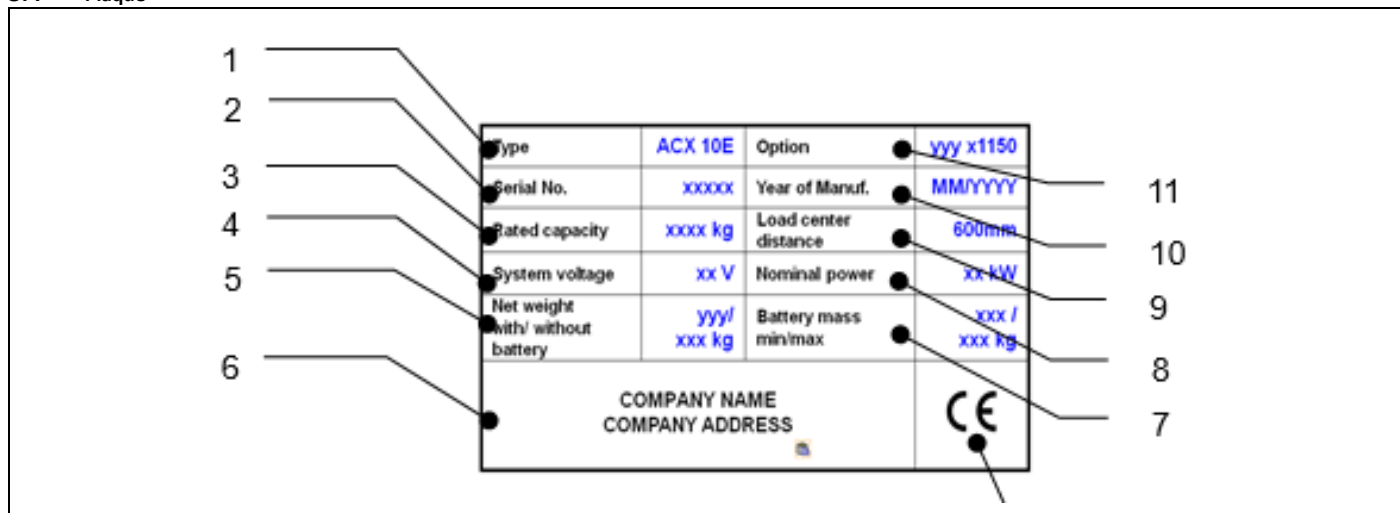 1
2
3
4
5
6
Type ACX 10E Option yyy x1150
Serial No. xxxxx Year of Manuf. MM/YYYY
Rated capacity xxxx kg Load center distance 600mm
System voltage xx V Nominal power xx kW
Net weight with/ without battery yyy/ xxx kg Battery mass min/max xxx / xxx kg
COMPANY NAME
COMPANY ADDRESS
CE
11
10
9
8
7